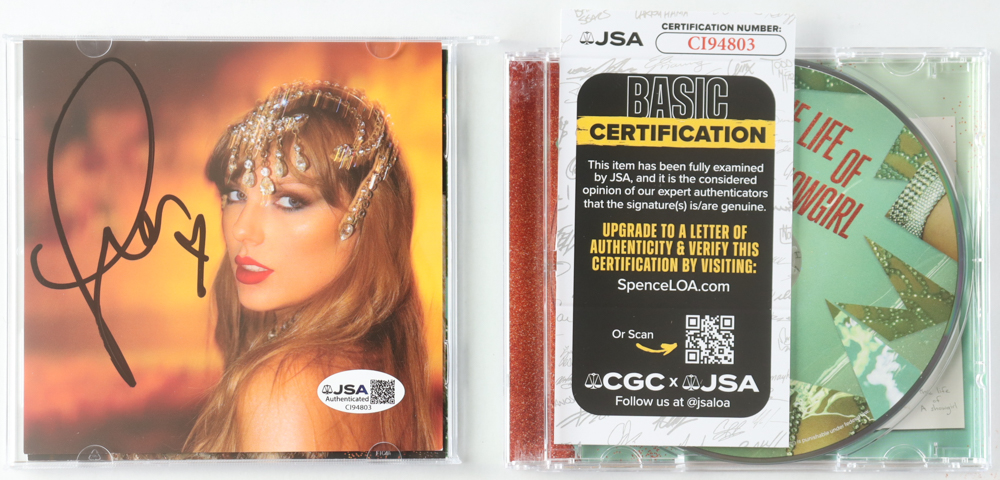 JSA
Authenticated
CI94803
JSA
CERTIFICATION NUMBER:
CI94803
BASIC
CERTIFICATION
This item has been fully examined
by JSA, and it is the considered
opinion of our expert authenticators
that the signature(s) is/are genuine.
UPGRADE TO A LETTER OF
AUTHENTICITY & VERIFY THIS
CERTIFICATION BY VISITING:
SpenceLOA.com
Or Scan
CGC x JSA
Follow us at @jsaloa
LIFE
OF